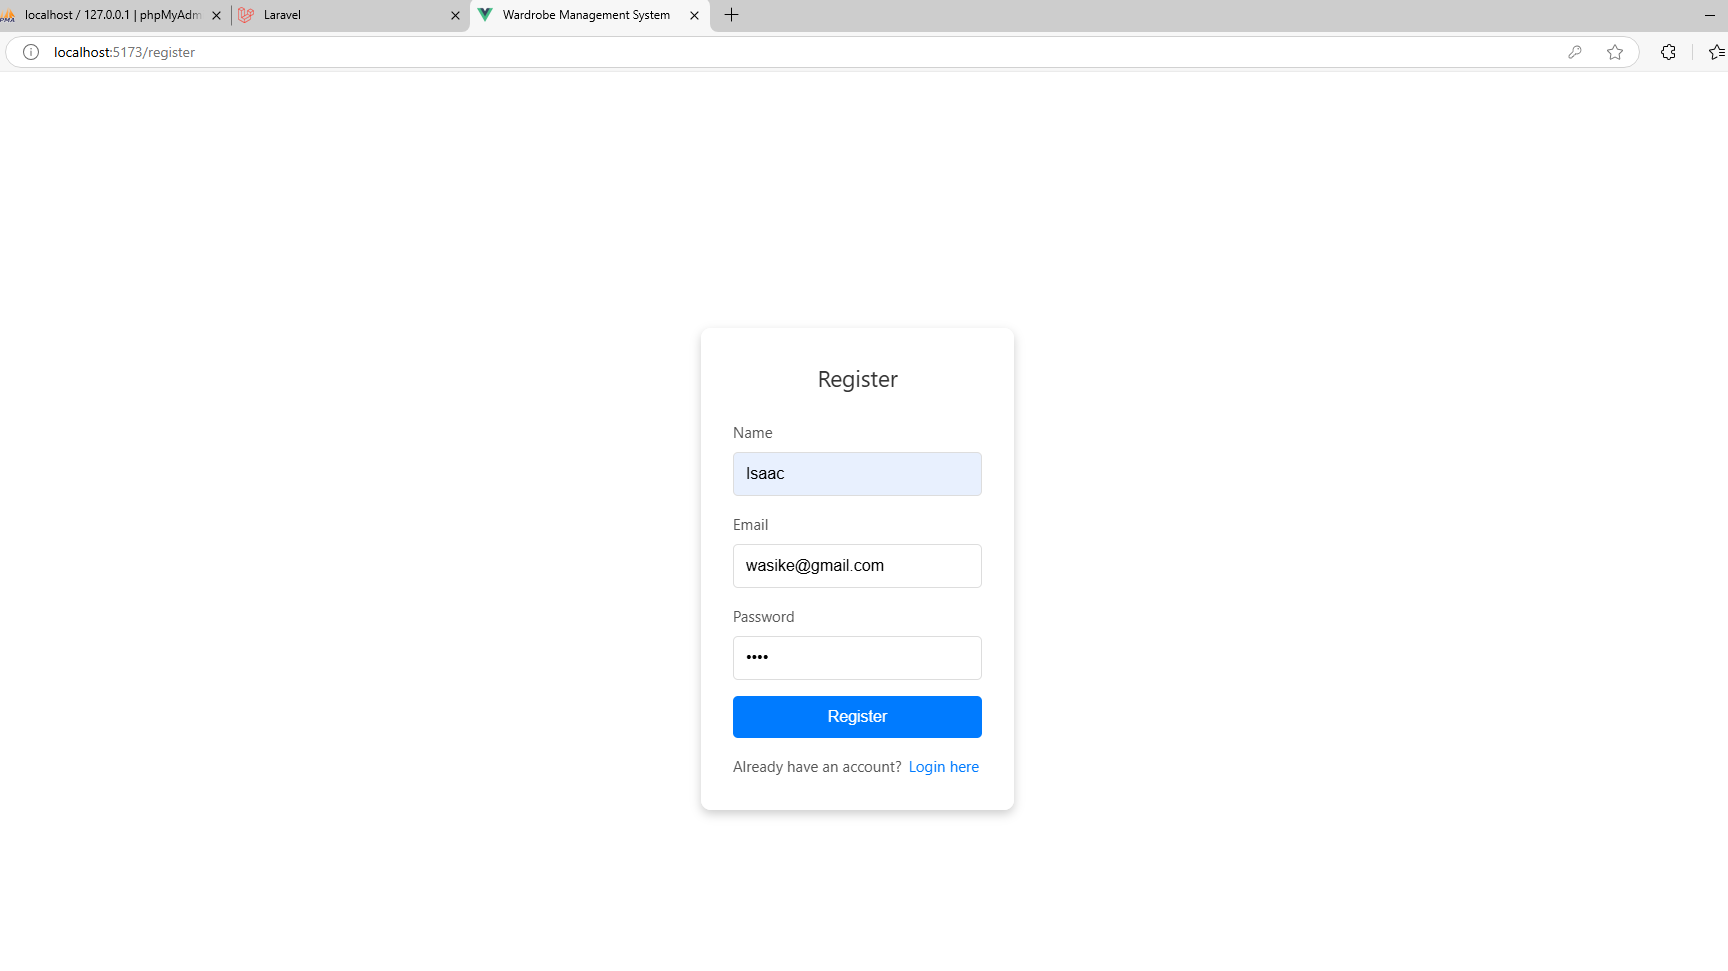 localhost / 127.0.0.1 | phpMyAdm
Laravel
Wardrobe Management System
localhost:5173/register
Register
Name
Isaac
Email
wasike@gmail.com
Password
••••
Register
Already have an account? Login here